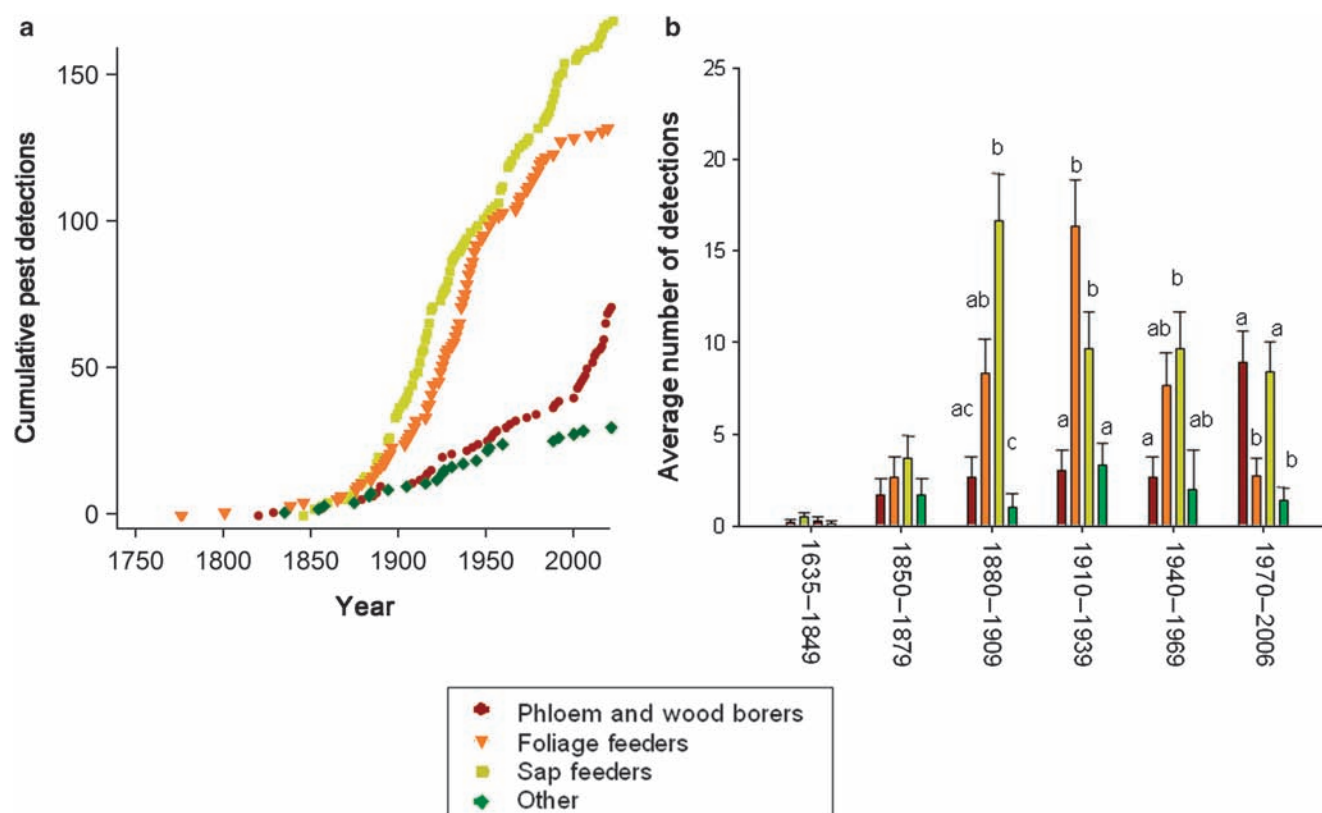 a
Cumulative pest detections
150
100
50
0
1750 1800 1850 1900 1950 2000
Year
b
Average number of detections
25
20
15
10
5
0
ac ab b c
a b b a
a ab b ab
a b a b
1635–1849
1850–1879
1880–1909
1910–1939
1940–1969
1970–2006
Phloem and wood borers
Foliage feeders
Sap feeders
Other